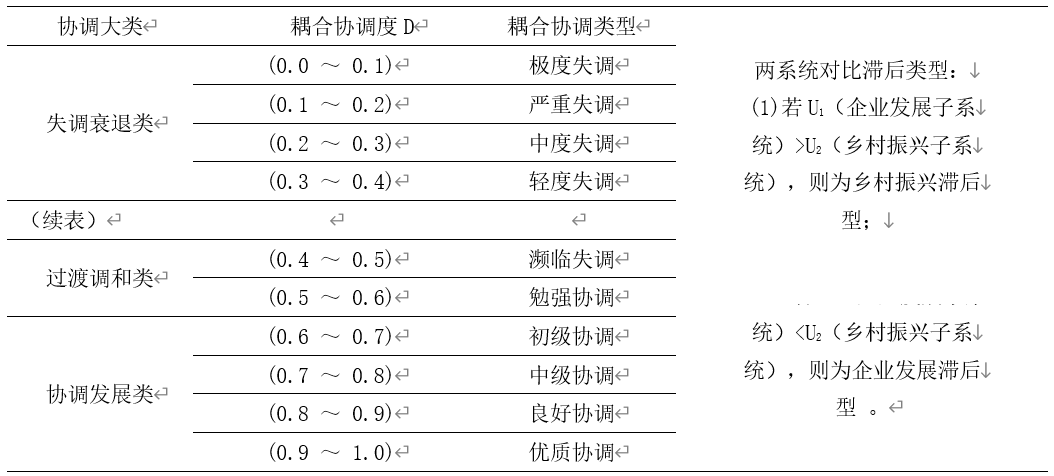 协调大类 耦合协调度 D 耦合协调类型
失调衰退类
(0.0 ～ 0.1) 极度失调
(0.1 ～ 0.2) 严重失调
(0.2 ～ 0.3) 中度失调
(0.3 ～ 0.4) 轻度失调
（续表）
过渡调和类
(0.4 ～ 0.5) 濒临失调
(0.5 ～ 0.6) 勉强协调
协调发展类
(0.6 ～ 0.7) 初级协调
(0.7 ～ 0.8) 中级协调
(0.8 ～ 0.9) 良好协调
(0.9 ～ 1.0) 优质协调
两系统对比滞后类型：
(1)若 U₁（企业发展子系
统）>U₂（乡村振兴子系
统），则为乡村振兴滞后
型；
统）<U₂（乡村振兴子系
统），则为企业发展滞后
型 。